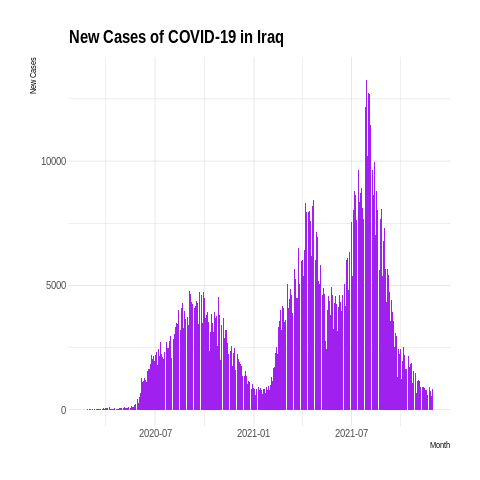 New Cases of COVID-19 in Iraq
New Cases
10000
5000
0
2020-07
2021-01
2021-07
Month